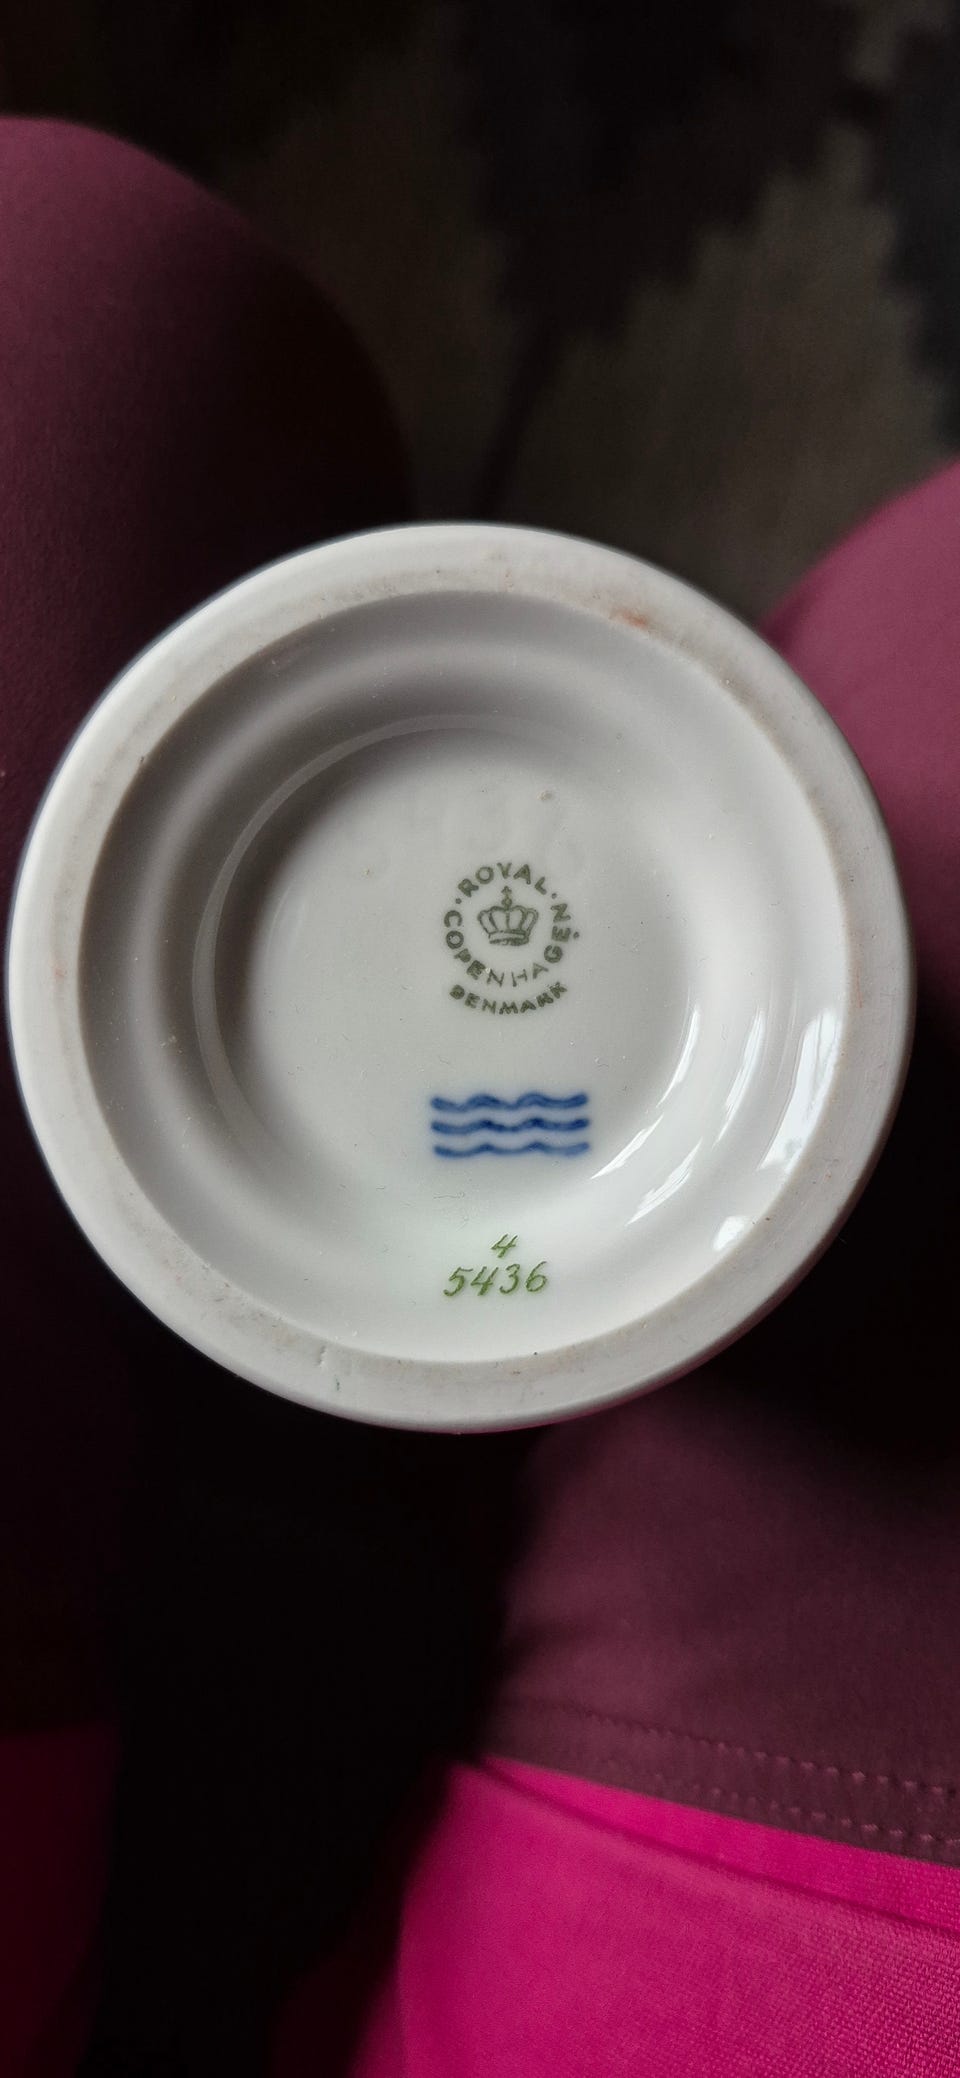 ·ROYAL·
COPENHAGEN
DENMARK
4
5436